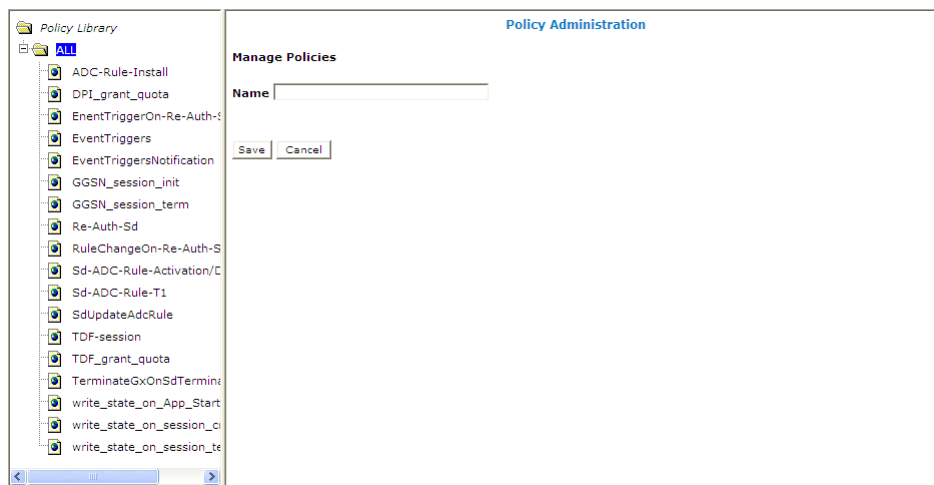 Policy Library
ALL
ADC-Rule-Install
DPI_grant_quota
EnentTriggerOn-Re-Auth-S
EventTriggers
EventTriggersNotification
GGSN_session_init
GGSN_session_term
Re-Auth-Sd
RuleChangeOn-Re-Auth-S
Sd-ADC-Rule-Activation/D
Sd-ADC-Rule-T1
SdUpdateAdcRule
TDF-session
TDF_grant_quota
TerminateGxOnSdTermina
write_state_on_App_Start
write_state_on_session_cr
write_state_on_session_te
Policy Administration
Manage Policies
Name
Save Cancel